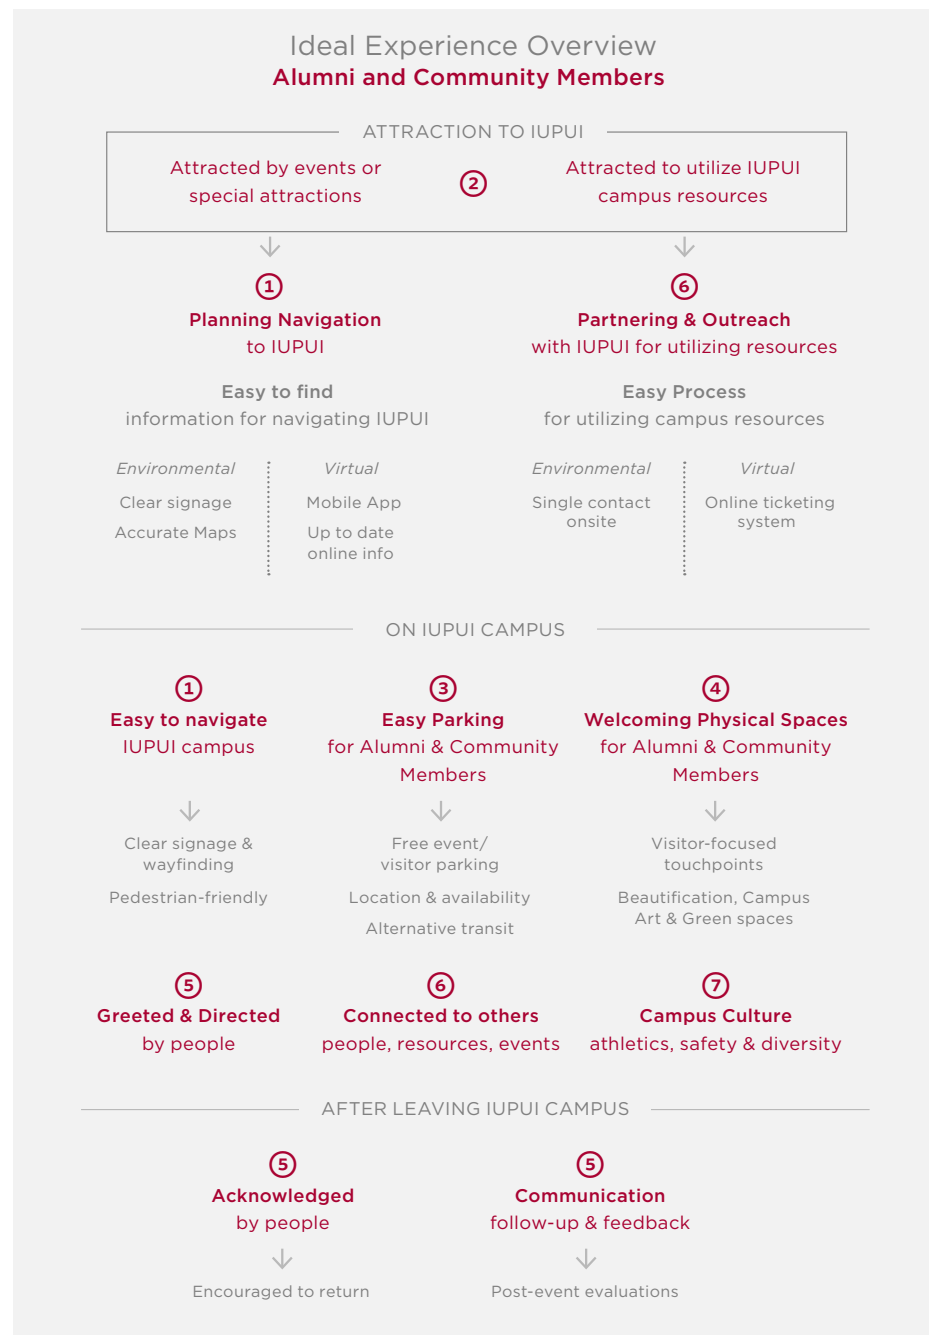 Ideal Experience Overview
Alumni and Community Members
ATTRACTION TO IUPUI
Attracted by events or
special attractions
2
Attracted to utilize IUPUI
campus resources
1
Planning Navigation
to IUPUI
Easy to find
information for navigating IUPUI
Environmental
Clear signage
Accurate Maps
Virtual
Mobile App
Up to date
online info
6
Partnering & Outreach
with IUPUI for utilizing resources
Easy Process
for utilizing campus resources
Environmental
Single contact
onsite
Virtual
Online ticketing
system
ON IUPUI CAMPUS
1
Easy to navigate
IUPUI campus
Clear signage &
wayfinding
Pedestrian-friendly
3
Easy Parking
for Alumni & Community
Members
Free event/
visitor parking
Location & availability
Alternative transit
4
Welcoming Physical Spaces
for Alumni & Community
Members
Visitor-focused
touchpoints
Beautification, Campus
Art & Green spaces
5
Greeted & Directed
by people
6
Connected to others
people, resources, events
7
Campus Culture
athletics, safety & diversity
AFTER LEAVING IUPUI CAMPUS
5
Acknowledged
by people
Encouraged to return
5
Communication
follow-up & feedback
Post-event evaluations